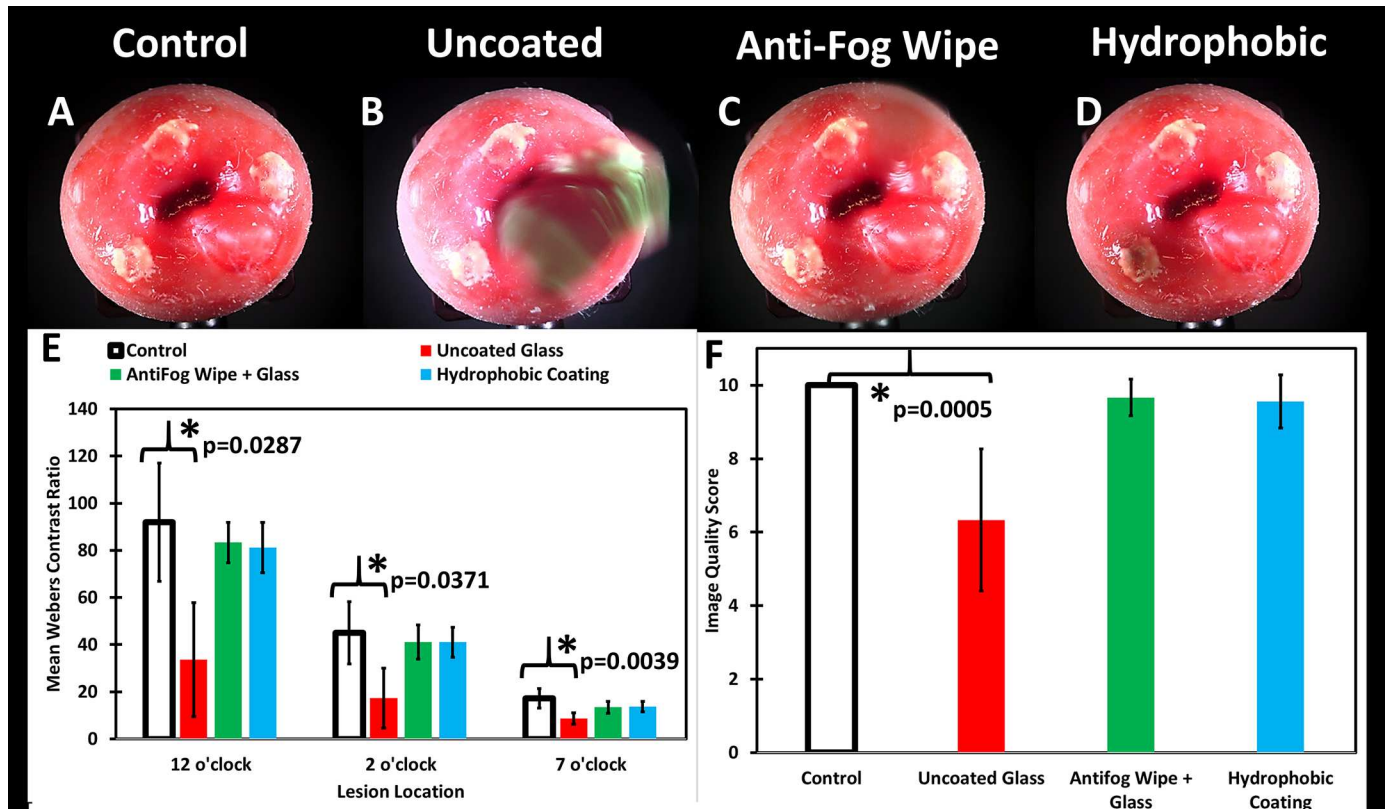 Control
Uncoated
Anti-Fog Wipe
Hydrophobic
A
B
C
D
E
Control
Uncoated Glass
AntiFog Wipe + Glass
Hydrophobic Coating
Mean Webers Contrast Ratio
140
120
100
80
60
40
20
0
* p=0.0287
* p=0.0371
* p=0.0039
12 o'clock
2 o'clock
7 o'clock
Lesion Location
F
Image Quality Score
10
8
6
4
2
0
* p=0.0005
Control
Uncoated Glass
Antifog Wipe +
Glass
Hydrophobic
Coating